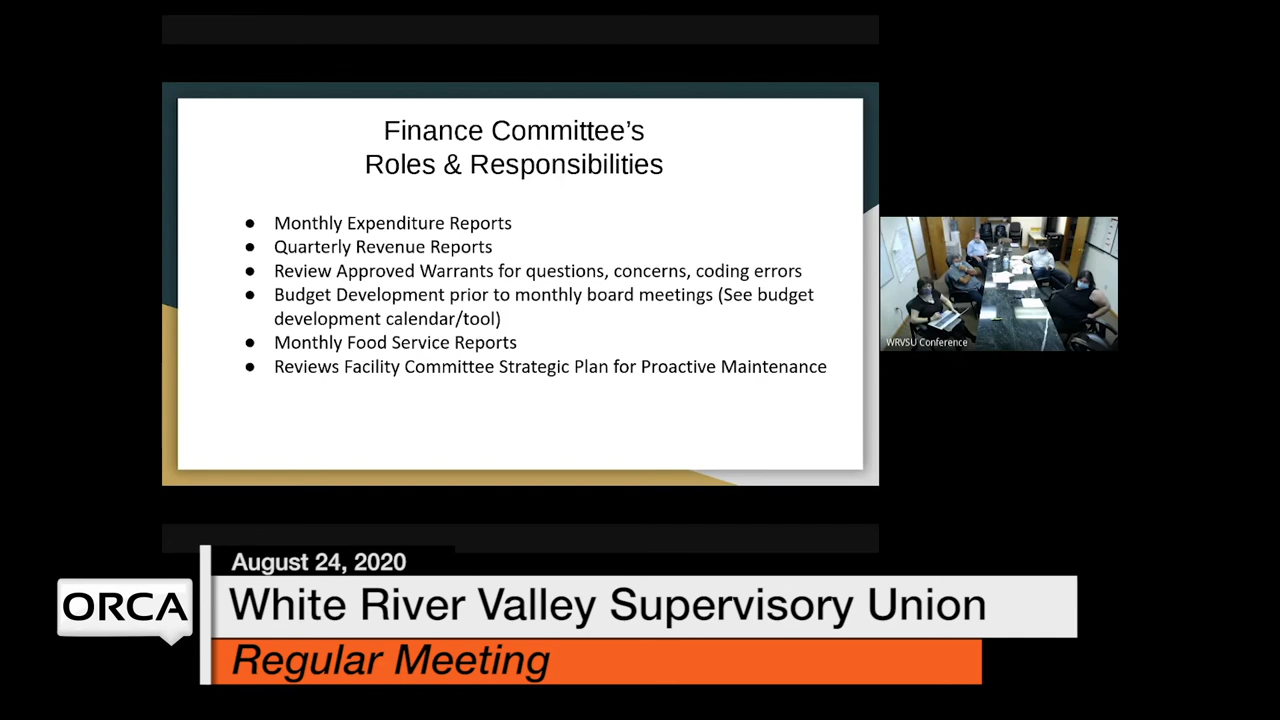 Finance Committee's
Roles & Responsibilities
● Monthly Expenditure Reports
● Quarterly Revenue Reports
● Review Approved Warrants for questions, concerns, coding errors
● Budget Development prior to monthly board meetings (See budget
development calendar/tool)
● Monthly Food Service Reports
● Reviews Facility Committee Strategic Plan for Proactive Maintenance
WRVSU Conference
August 24, 2020
ORCA
White River Valley Supervisory Union
Regular Meeting